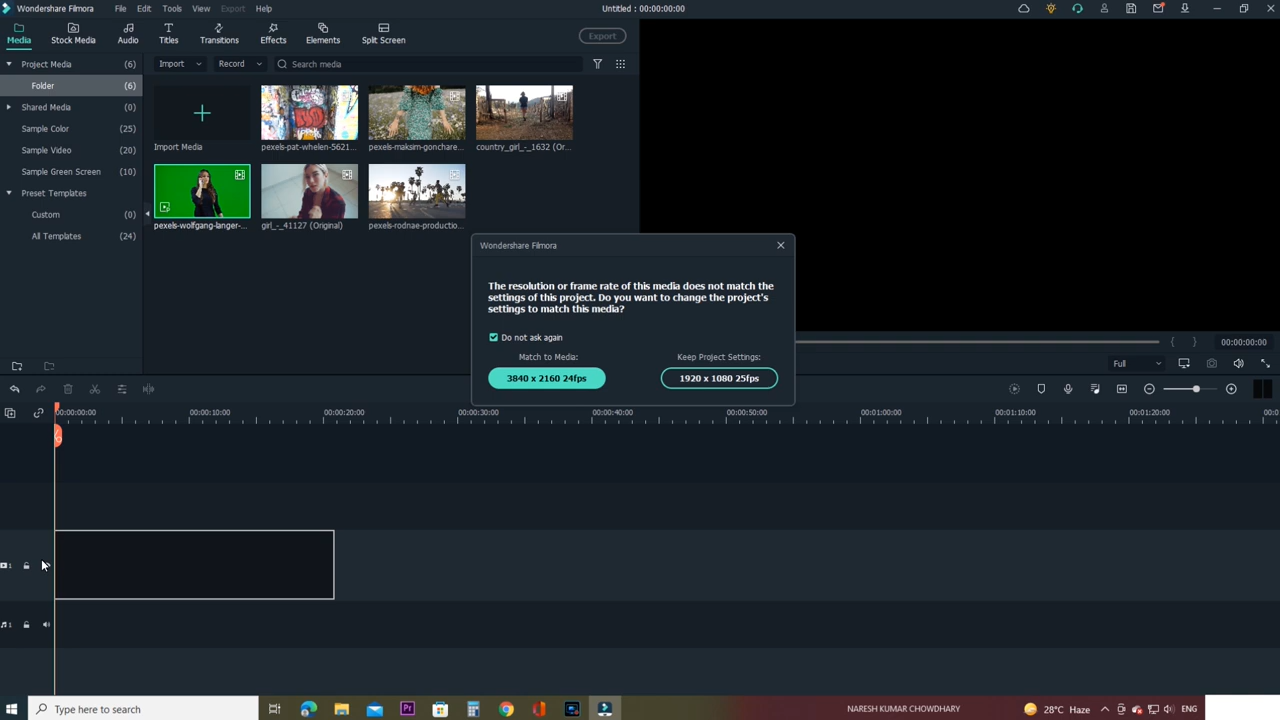 Wondershare Filmora
File
Edit
Tools
View
Export
Help
Untitled : 00:00:00:00
Media
Stock Media
Audio
Titles
Transitions
Effects
Elements
Split Screen
Export
Project Media (6)
Import
Record
Search media
Folder (6)
Shared Media (0)
Sample Color (25)
Sample Video (20)
Sample Green Screen (10)
Preset Templates
Custom (0)
All Templates (24)
Import Media
pexels-pat-whelen-5621...
pexels-maksim-gonchare...
country_girl_-_1632 (Or...
pexels-wolfgang-langer-...
girl_-_41127 (Original)
pexels-rodnae-productio...
Wondershare Filmora
The resolution or frame rate of this media does not match the
settings of this project. Do you want to change the project's
settings to match this media?
Do not ask again
Match to Media:
Keep Project Settings:
3840 x 2160 24fps
1920 x 1080 25fps
00:00:00:00
Full
00:00:00:00
00:00:10:00
00:00:20:00
00:00:30:00
00:00:40:00
00:00:50:00
00:01:00:00
00:01:10:00
00:01:20:00
00:0
1
1
Type here to search
Pr
NARESH KUMAR CHOWDHARY
28°C Haze
ENG